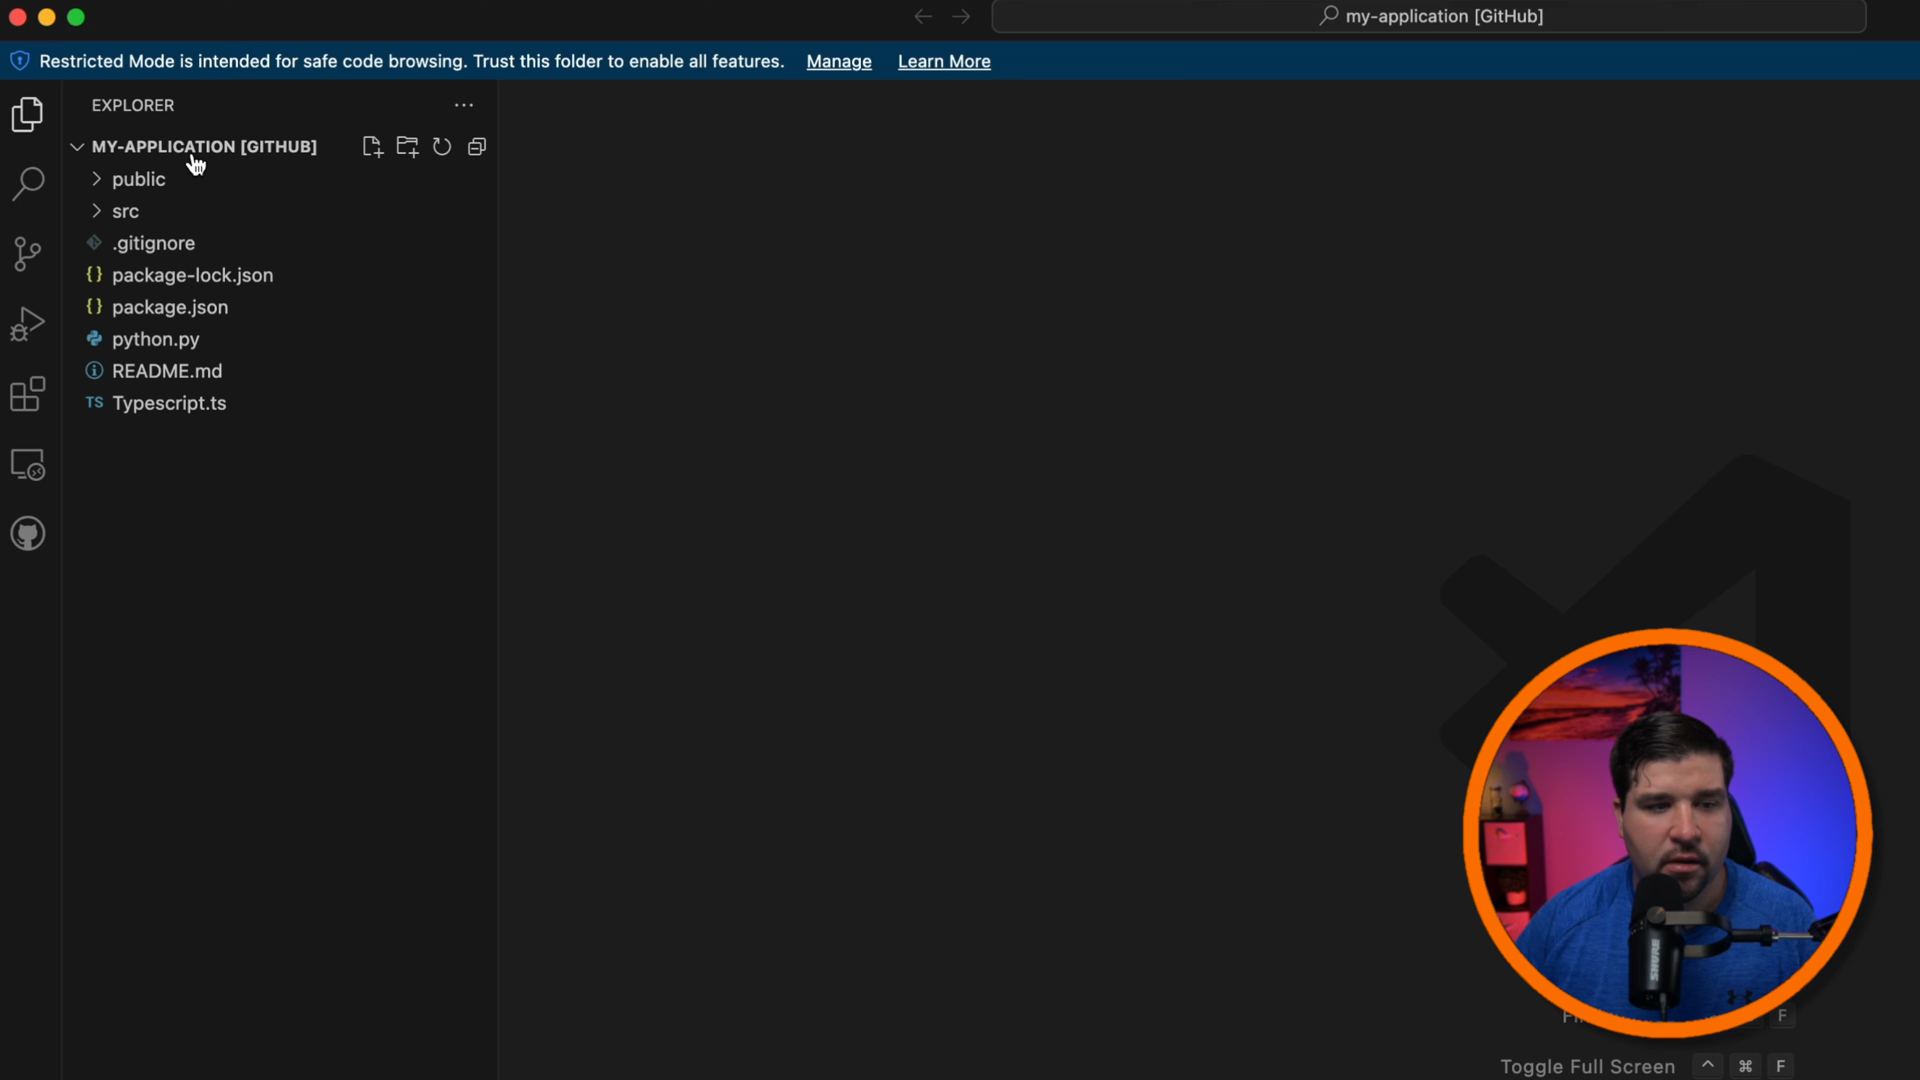 my-application [GitHub]
Restricted Mode is intended for safe code browsing. Trust this folder to enable all features. Manage Learn More
EXPLORER
MY-APPLICATION [GITHUB]
public
src
.gitignore
package-lock.json
package.json
python.py
README.md
TS Typescript.ts
SHURE
F
Toggle Full Screen ^ ⌘ F